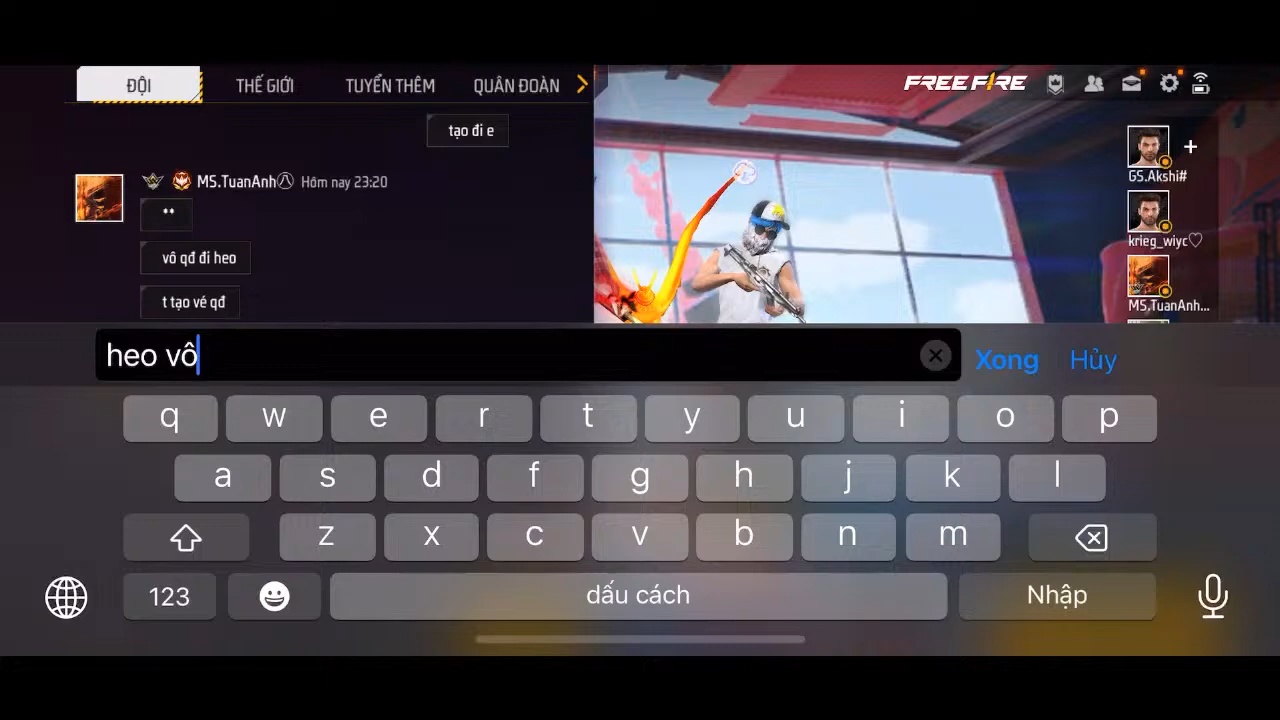 ĐỘI THẾ GIỚI TUYỂN THÊM QUÂN ĐOÀN
FREE FIRE
tạo đi e
MS.TuanAnh Hôm nay 23:20
**
vô qđ đi heo
t tạo vé qđ
GS.Akshi#
krieg_wiyc♡
MS.TuanAnh...
heo vô
Xong Hủy
q w e r t y u i o p
a s d f g h j k l
z x c v b n m
123 dấu cách Nhập